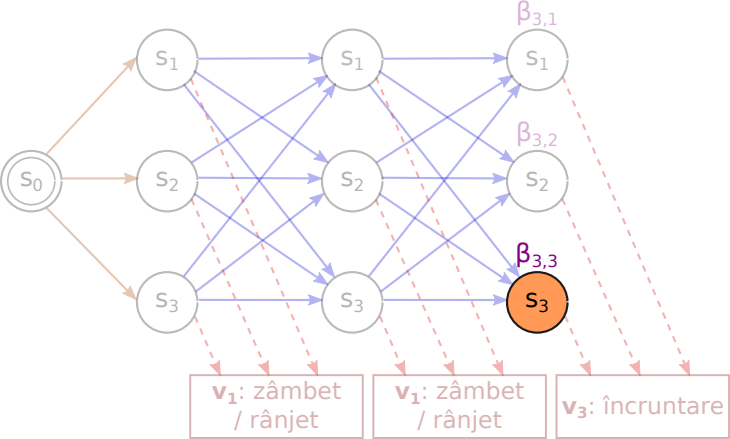 β3,1
s1 s1 s1
β3,2
s0 s2 s2 s2
β3,3
s3 s3 s3
v1: zâmbet / rânjet
v1: zâmbet / rânjet
v3: încruntare